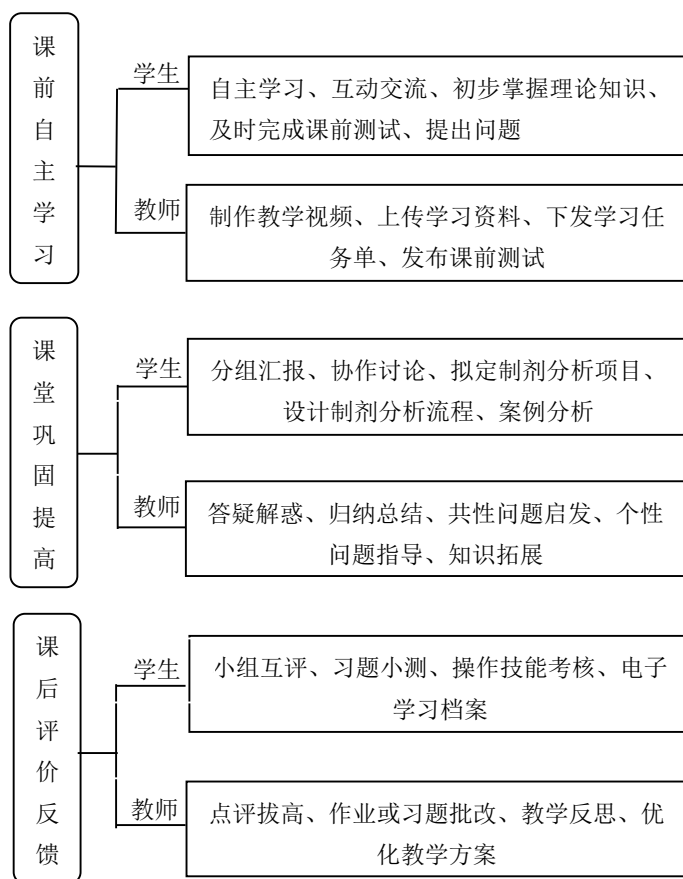 课前自主学习
学生
自主学习、互动交流、初步掌握理论知识、
及时完成课前测试、提出问题
教师
制作教学视频、上传学习资料、下发学习任
务单、发布课前测试
课堂巩固提高
学生
分组汇报、协作讨论、拟定制剂分析项目、
设计制剂分析流程、案例分析
教师
答疑解惑、归纳总结、共性问题启发、个性
问题指导、知识拓展
课后评价反馈
学生
小组互评、习题小测、操作技能考核、电子
学习档案
教师
点评拔高、作业或习题批改、教学反思、优
化教学方案